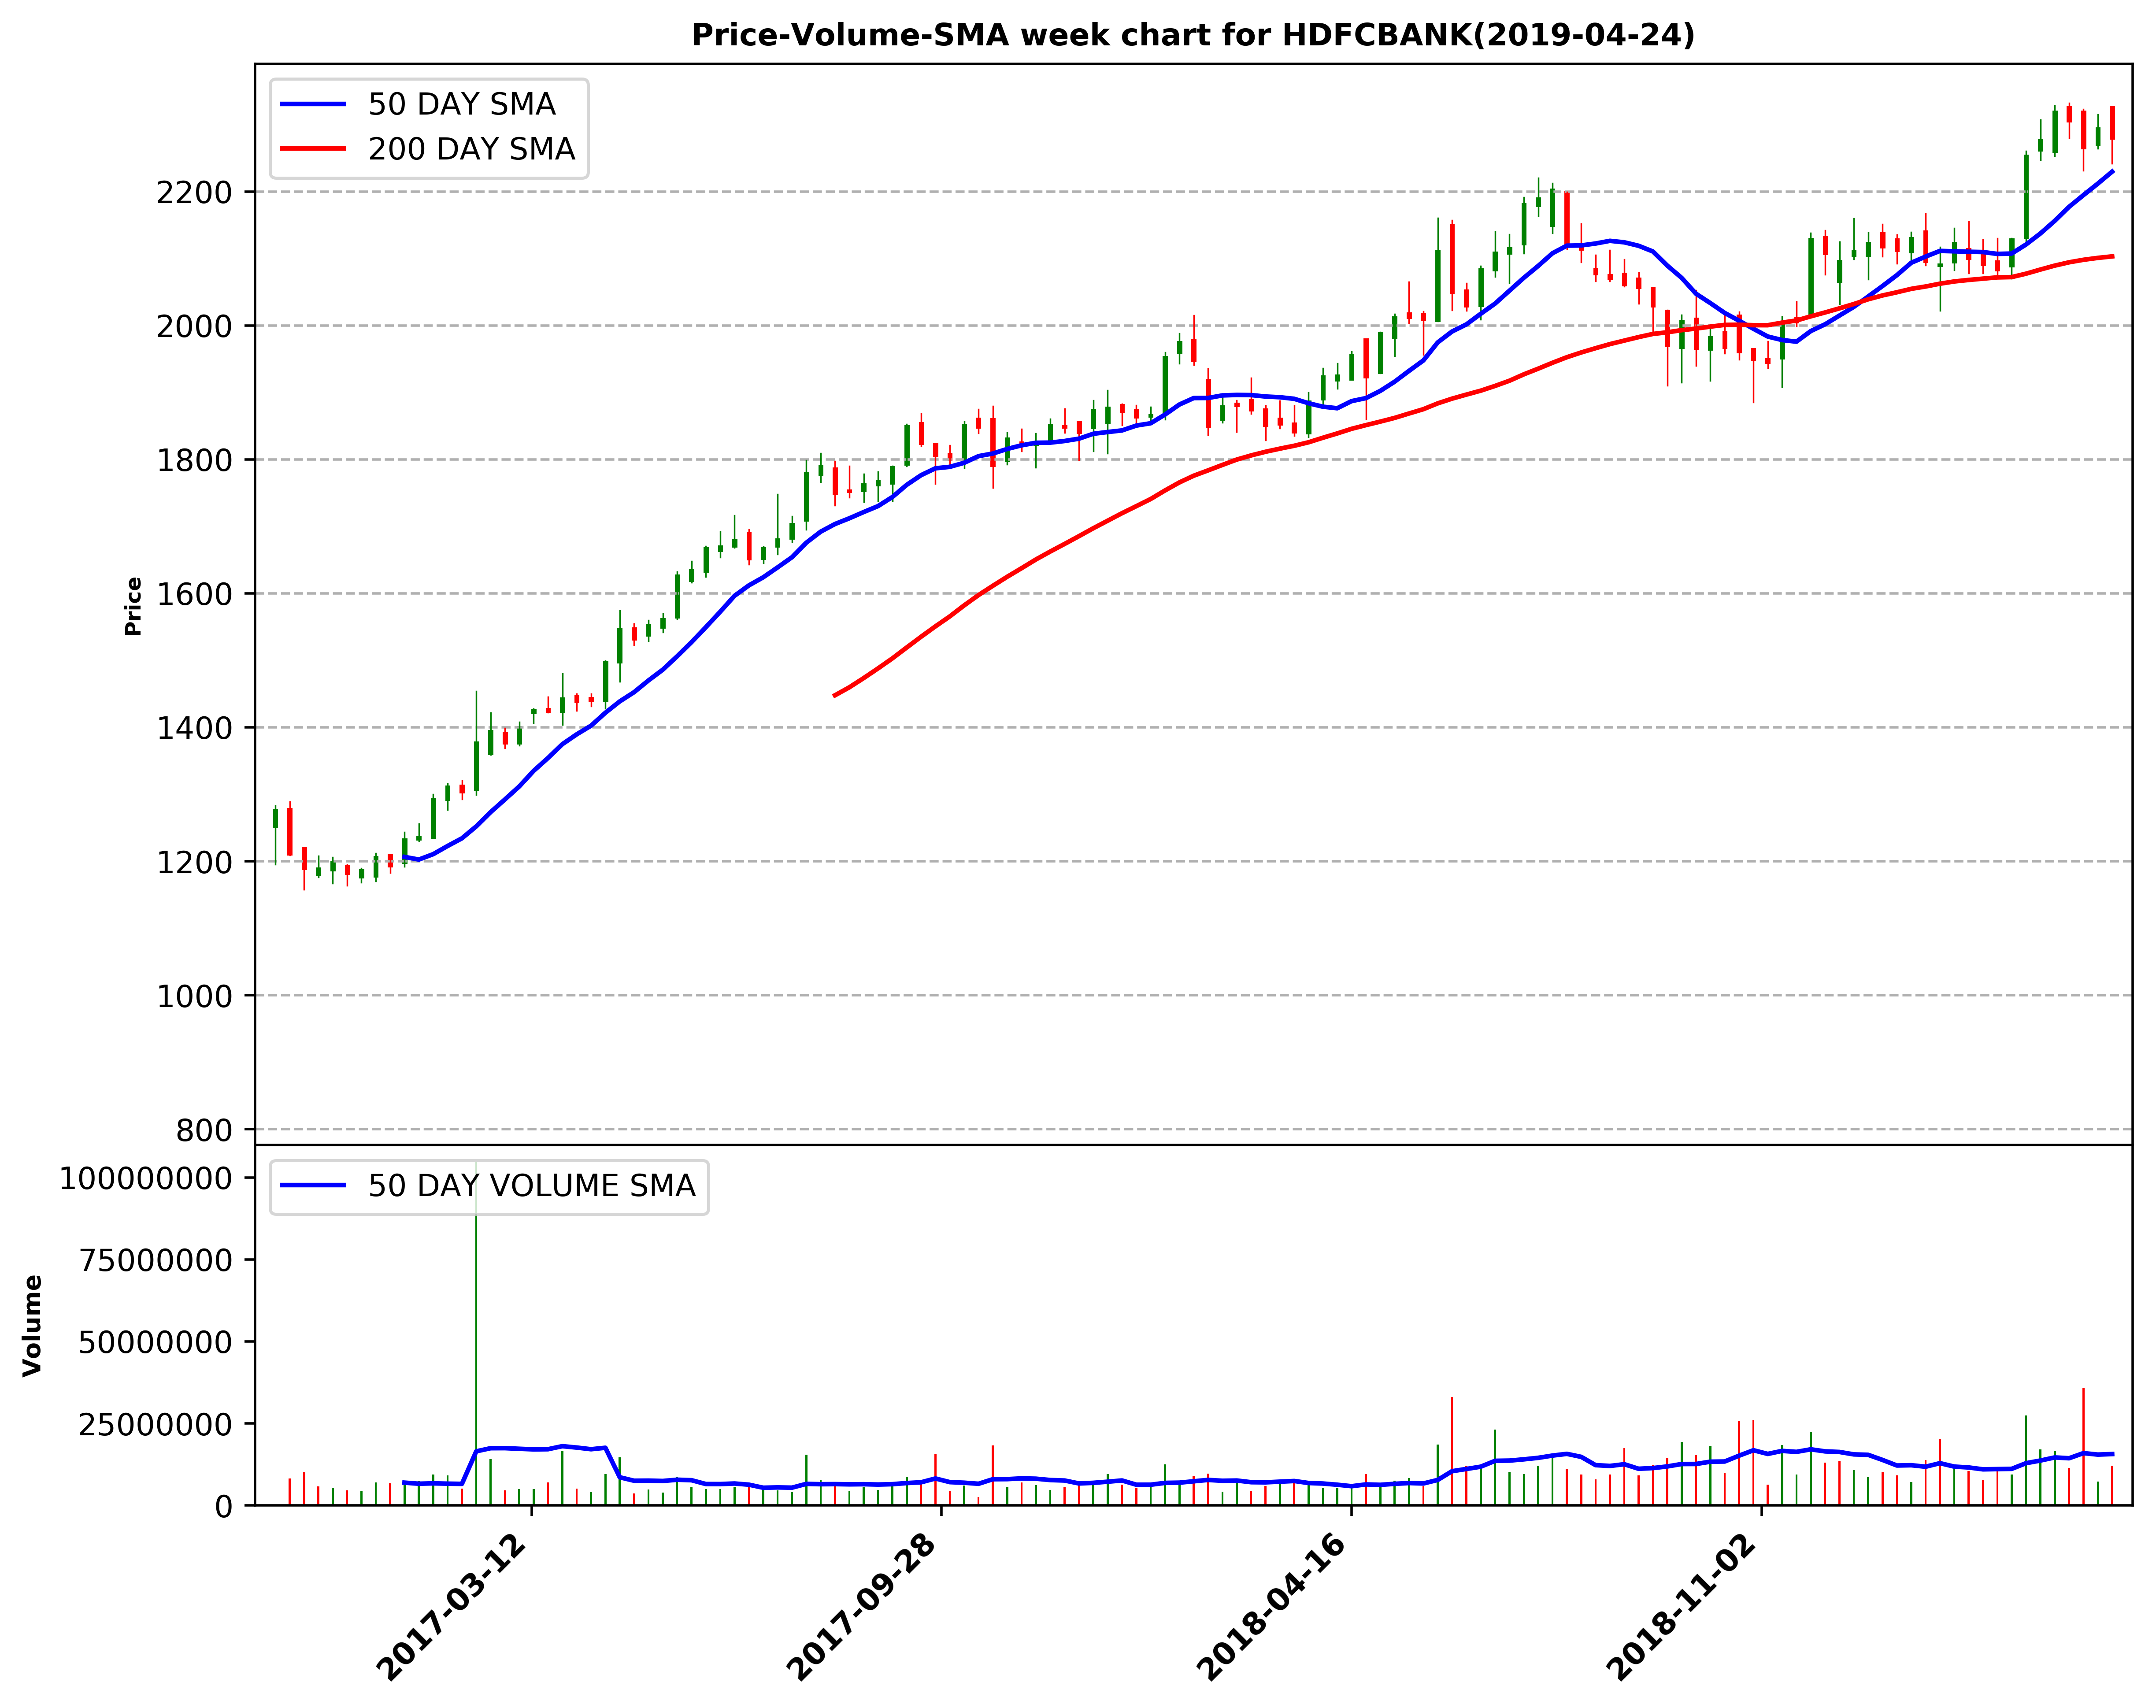 Price-Volume-SMA week chart for HDFCBANK(2019-04-24)
50 DAY SMA
200 DAY SMA
2200
2000
1800
1600
1400
1200
1000
800
Price
50 DAY VOLUME SMA
100000000
75000000
50000000
25000000
0
Volume
2017-03-12
2017-09-28
2018-04-16
2018-11-02